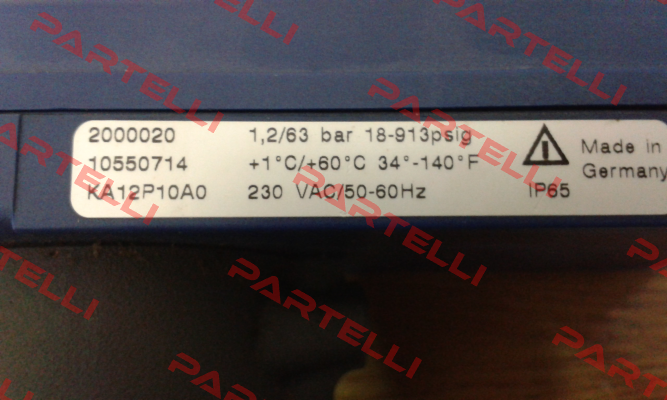 2000020 1,2/63 bar 18-913psig
10550714 +1°C/+60°C 34°-140°F
KA12P10A0 230 VAC/50-60Hz IP65
Made in
Germany
PARTELLI
PARTELLI
PARTELLI
PARTELLI
PARTELLI
PARTELLI
PARTELLI